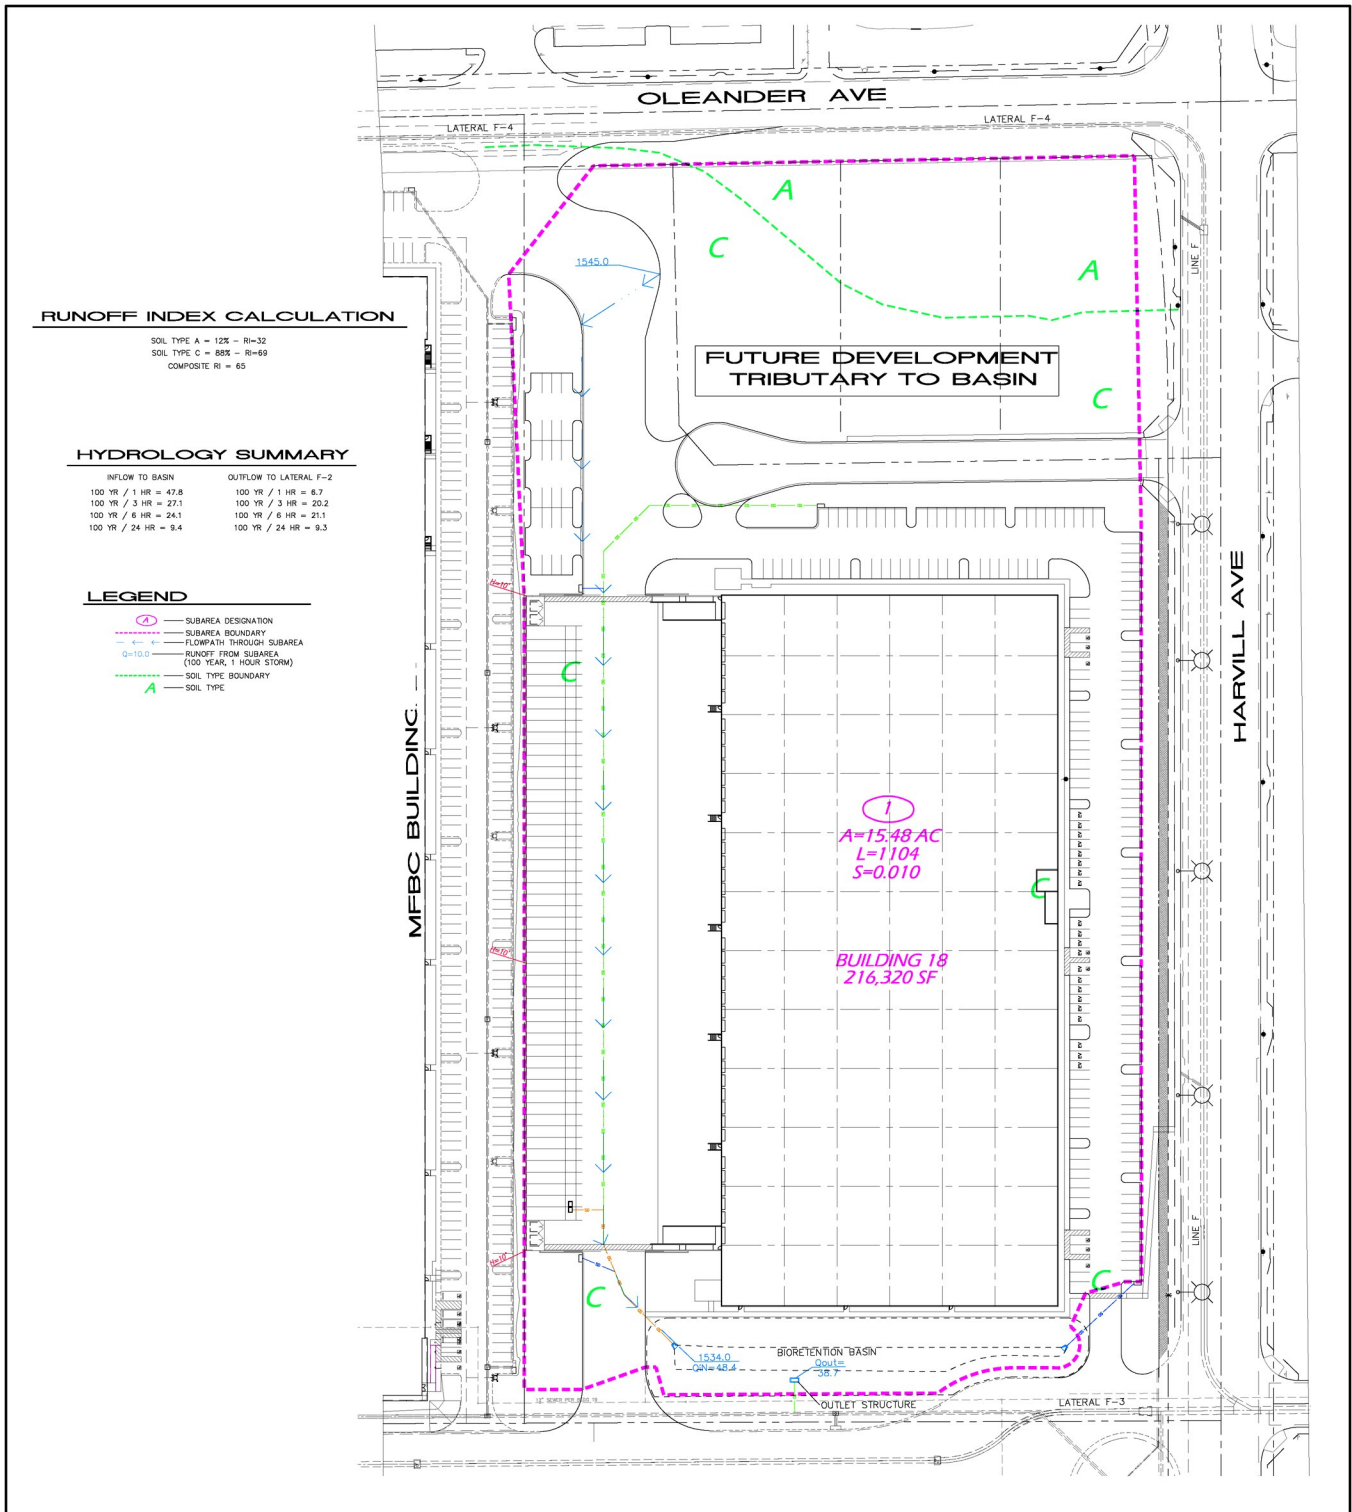 OLEANDER AVE
LATERAL F-4
LATERAL F-4
A
C
1545.0
A
LINE F
RUNOFF INDEX CALCULATION
SOIL TYPE A = 12% - RI=32
SOIL TYPE C = 88% - RI=69
COMPOSITE RI = 65
FUTURE DEVELOPMENT
TRIBUTARY TO BASIN
C
HYDROLOGY SUMMARY
INFLOW TO BASIN
100 YR / 1 HR = 47.8
100 YR / 3 HR = 27.1
100 YR / 6 HR = 24.1
100 YR / 24 HR = 9.4
OUTFLOW TO LATERAL F-2
100 YR / 1 HR = 6.7
100 YR / 3 HR = 20.2
100 YR / 6 HR = 21.1
100 YR / 24 HR = 9.3
LEGEND
A
SUBAREA DESIGNATION
SUBAREA BOUNDARY
FLOWPATH THROUGH SUBAREA
Q=10.0
RUNOFF FROM SUBAREA
(100 YEAR, 1 HOUR STORM)
SOIL TYPE BOUNDARY
A
SOIL TYPE
H=10'
C
HARVILL AVE
MFBC BUILDING
1
A=15.48 AC
L=1104
S=0.010
C
BUILDING 18
216,320 SF
H=10'
LINE F
H=10'
C
C
1534.0
QIN=48.4
BIORETENTION BASIN
Qout=
38.7
OUTLET STRUCTURE
LATERAL F-3